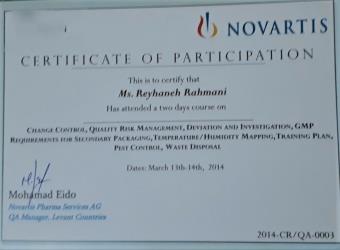 NOVARTIS
CERTIFICATE OF PARTICIPATION
This is to certify that
Ms. Reyhaneh Rahmani
Has attended a two days course on
Change Control, Quality Risk Management, Deviation and Investigation, GMP
Requirements for Secondary Packaging, Temperature/Humidity Mapping, Training Plan,
Pest Control, Waste Disposal
Dates: March 13th-14th, 2014
Mohamad Eido
Novartis Pharma Services AG
QA Manager, Levant Countries
2014-CR/QA-0003